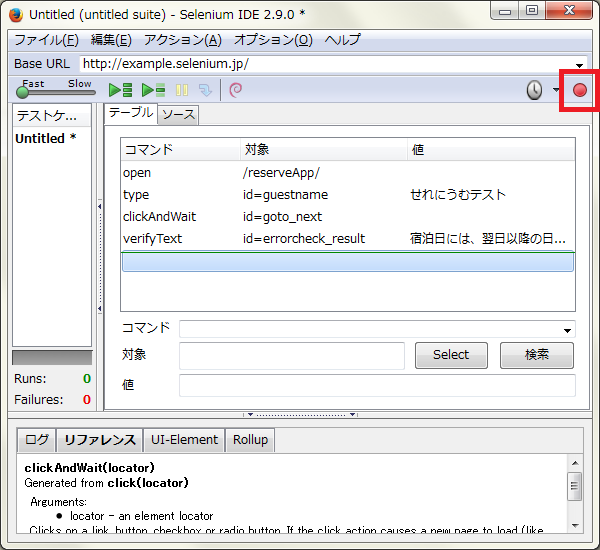 Untitled (untitled suite) - Selenium IDE 2.9.0 *
ファイル(F) 編集(E) アクション(A) オプション(O) ヘルプ
Base URL http://example.selenium.jp/
Fast Slow
テストケ... テーブル ソース
Untitled *
コマンド 対象 値
open /reserveApp/
type id=guestname せれにうむテスト
clickAndWait id=goto_next
verifyText id=errorcheck_result 宿泊日には、翌日以降の日...
コマンド
対象 Select 検索
値
Runs: 0
Failures: 0
ログ リファレンス UI-Element Rollup
clickAndWait(locator)
Generated from click(locator)
Arguments:
• locator - an element locator
Clicks on a link, button, checkbox or radio button. If the click action causes a new page to load (like